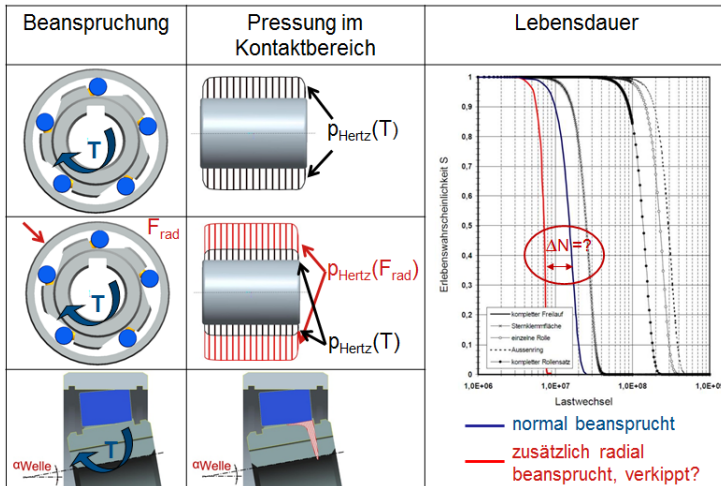 Beanspruchung
Pressung im
Kontaktbereich
Lebensdauer
T
pHertz(T)
Frad
T
pHertz(Frad)
pHertz(T)
T
αWelle
αWelle
Erlebenswahrscheinlichkeit S
1
0,9
0,8
0,7
0,6
0,5
0,4
0,3
0,2
0,1
0
ΔN=?
kompletter Freilauf
Sternklemmfläche
einzelne Rolle
Aussenring
kompletter Rollensatz
1,0E+06 1,0E+07 1,0E+08 1,0E+09
Lastwechsel
normal beansprucht
zusätzlich radial
beansprucht, verkippt?